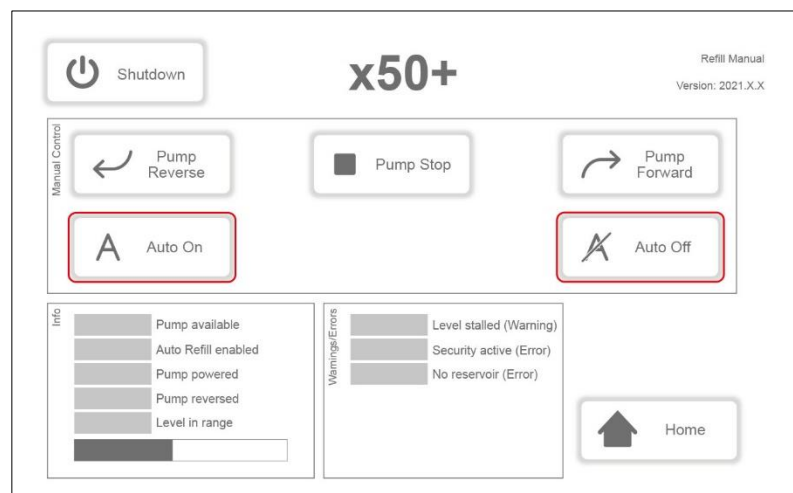 Shutdown
x50+
Refill Manual
Version: 2021.X.X
Manual Control
Pump
Reverse
Pump Stop
Pump
Forward
A Auto On
A Auto Off
Info
Pump available
Auto Refill enabled
Pump powered
Pump reversed
Level in range
Warnings/Errors
Level stalled (Warning)
Security active (Error)
No reservoir (Error)
Home